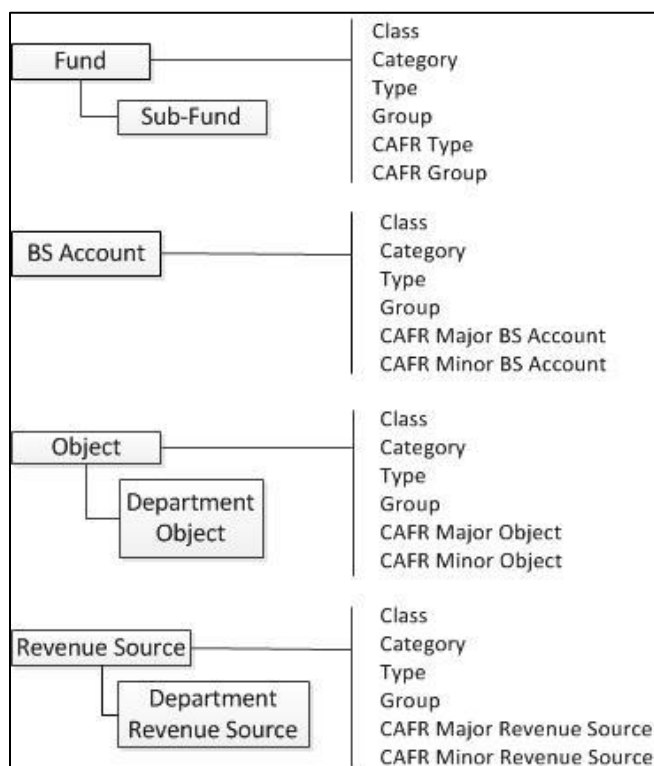 Fund
Sub-Fund
Class
Category
Type
Group
CAFR Type
CAFR Group
BS Account
Class
Category
Type
Group
CAFR Major BS Account
CAFR Minor BS Account
Object
Department
Object
Class
Category
Type
Group
CAFR Major Object
CAFR Minor Object
Revenue Source
Department
Revenue Source
Class
Category
Type
Group
CAFR Major Revenue Source
CAFR Minor Revenue Source